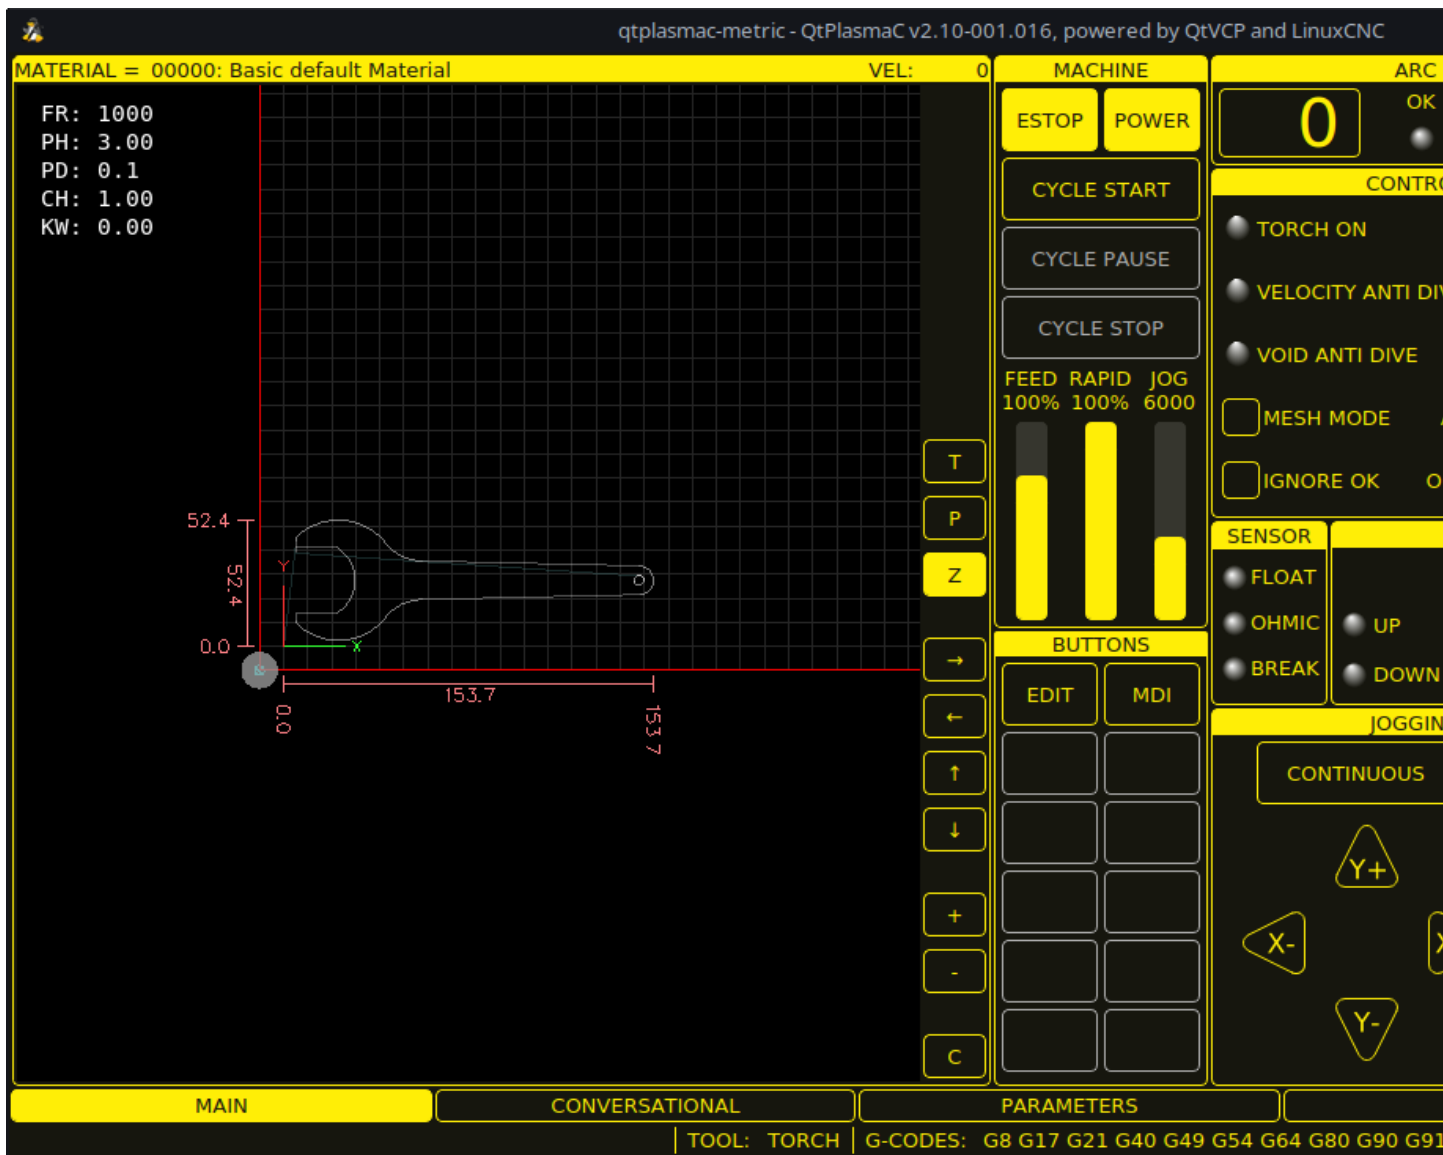 qtplasmac-metric - QtPlasmaC v2.10-001.016, powered by QtVCP and LinuxCNC
MATERIAL = 00000: Basic default Material VEL: 0
FR: 1000
PH: 3.00
PD: 0.1
CH: 1.00
KW: 0.00
52.4
52.4
Y
0.0
X
153.7
0.0
153.7
T
P
Z
→
←
↑
↓
+
-
C
MACHINE
ESTOP POWER
CYCLE START
CYCLE PAUSE
CYCLE STOP
FEED RAPID JOG
100% 100% 6000
BUTTONS
EDIT MDI
ARC
0 OK
CONTRO
TORCH ON
VELOCITY ANTI DIV
VOID ANTI DIVE
MESH MODE
IGNORE OK O
SENSOR
FLOAT
OHMIC
BREAK
UP
DOWN
JOGGIN
CONTINUOUS
Y+
X-
Y-
MAIN CONVERSATIONAL PARAMETERS
TOOL: TORCH G-CODES: G8 G17 G21 G40 G49 G54 G64 G80 G90 G91